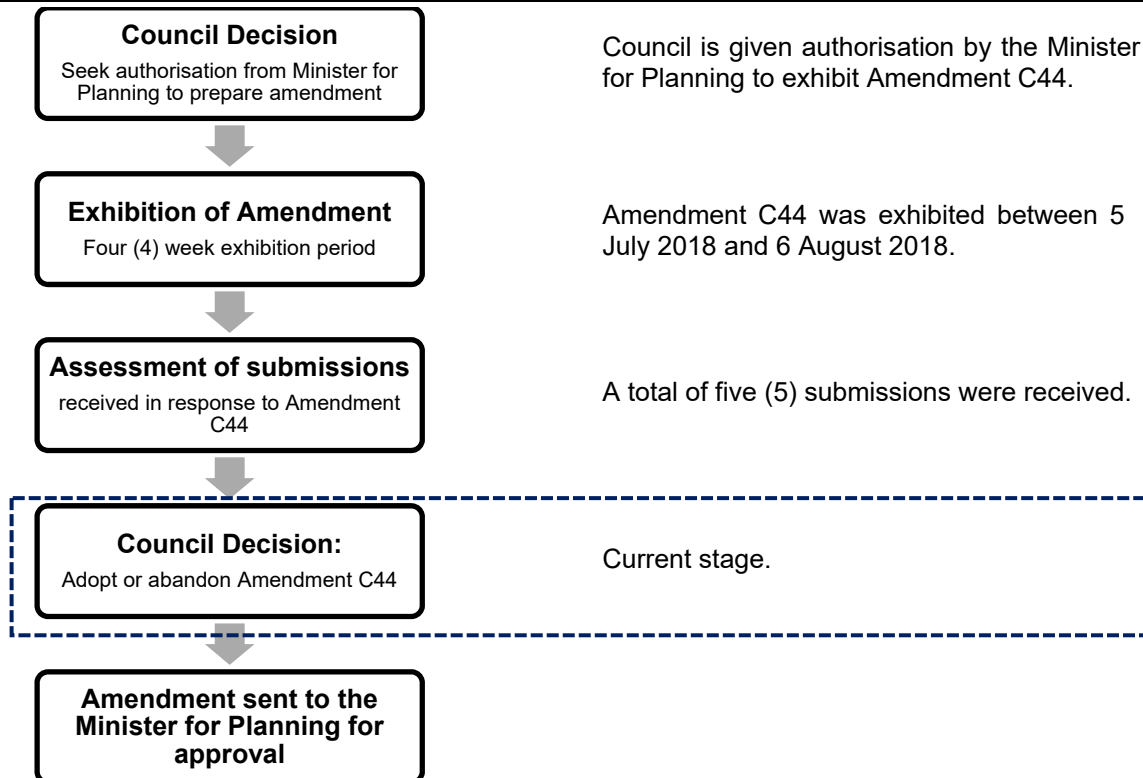 Council Decision
Seek authorisation from Minister for
Planning to prepare amendment
Council is given authorisation by the Minister
for Planning to exhibit Amendment C44.
Exhibition of Amendment
Four (4) week exhibition period
Amendment C44 was exhibited between 5
July 2018 and 6 August 2018.
Assessment of submissions
received in response to Amendment
C44
A total of five (5) submissions were received.
Council Decision:
Adopt or abandon Amendment C44
Current stage.
Amendment sent to the
Minister for Planning for
approval